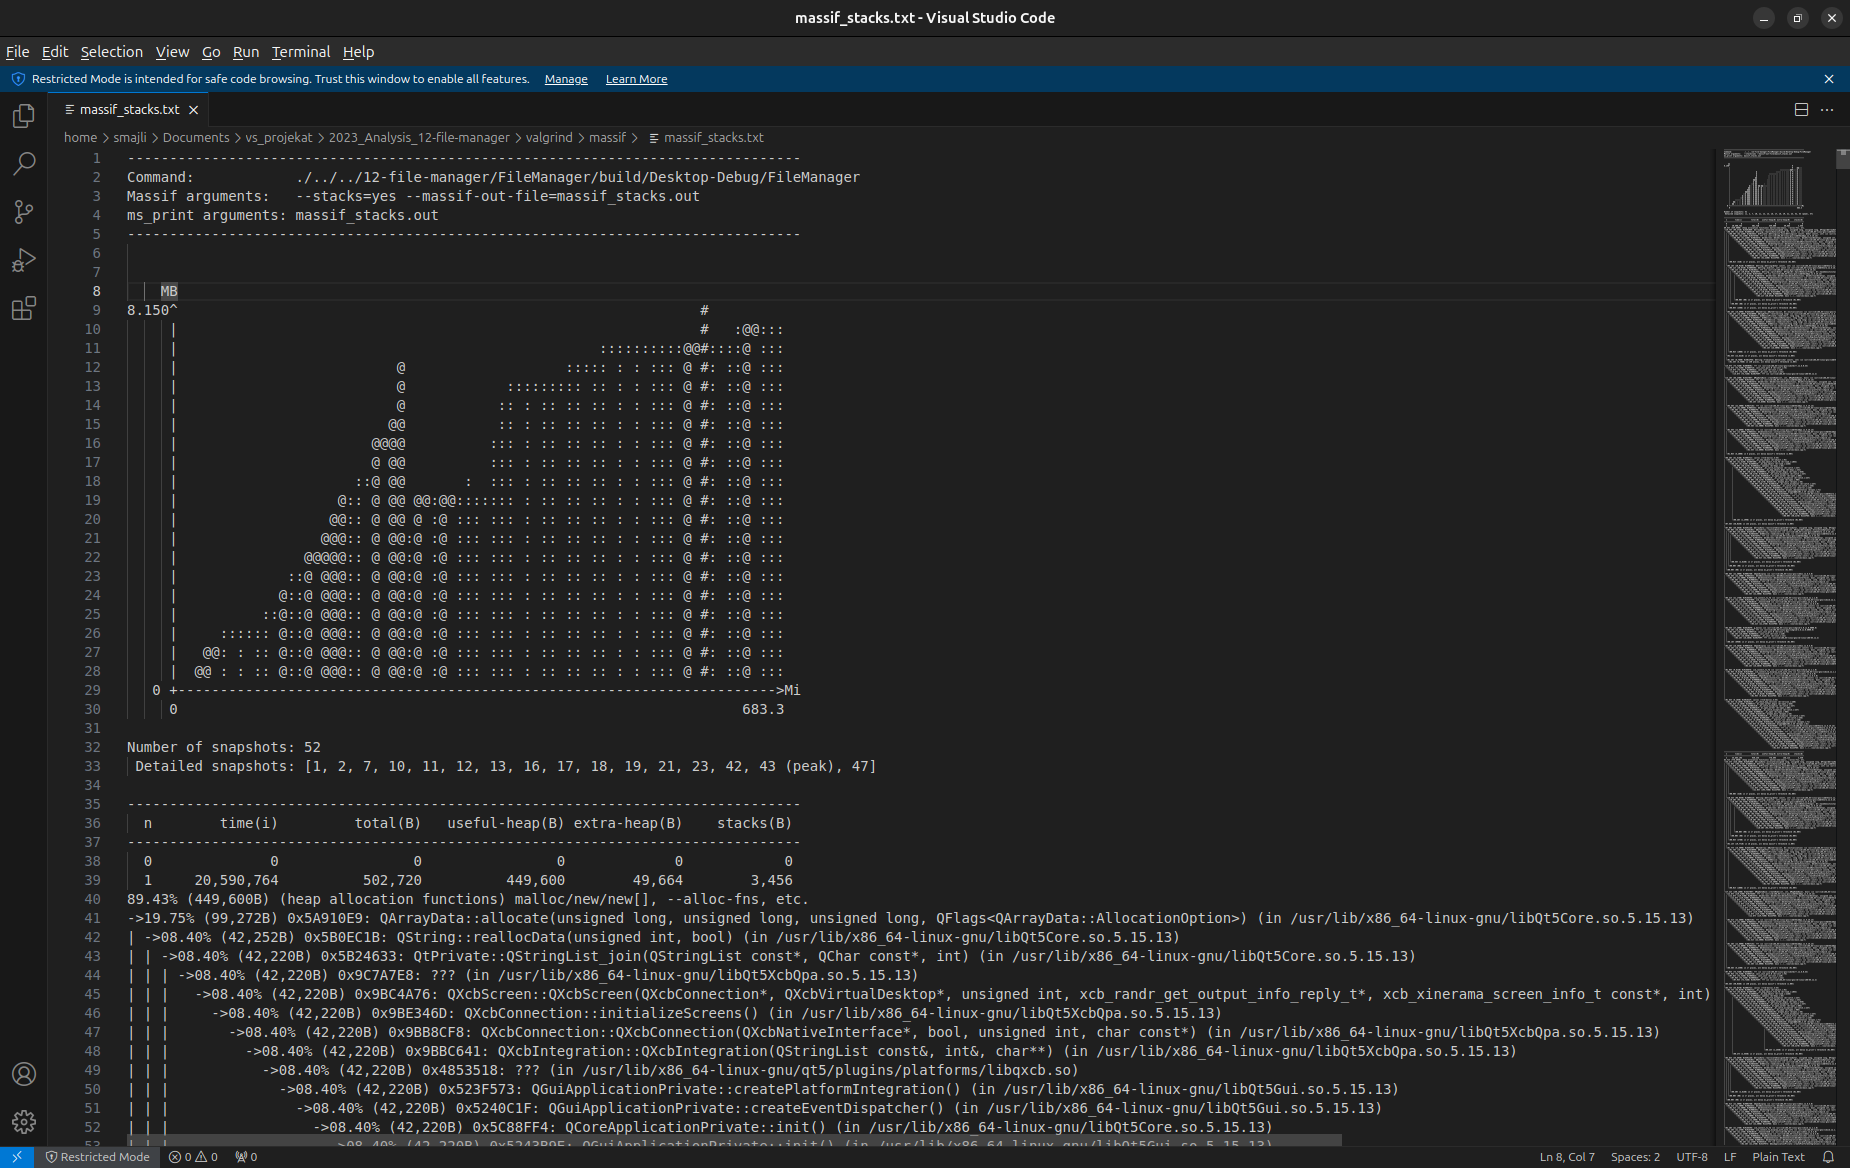 massif_stacks.txt - Visual Studio Code
File Edit Selection View Go Run Terminal Help
Restricted Mode is intended for safe code browsing. Trust this window to enable all features. Manage Learn More
massif_stacks.txt
home > smajli > Documents > vs_projekat > 2023_Analysis_12-file-manager > valgrind > massif > massif_stacks.txt
1 --------------------------------------------------------------------------------
2 Command:            ./../../12-file-manager/FileManager/build/Desktop-Debug/FileManager
3 Massif arguments:   --stacks=yes --massif-out-file=massif_stacks.out
4 ms_print arguments: massif_stacks.out
5 --------------------------------------------------------------------------------
6
7
8     MB
9 8.150^                                                              #
10      |                                                              #   :@@:::
11      |                                                  ::::::::::@@#::::@ :::
12      |                          @                   ::::: : : ::: @ #: ::@ :::
13      |                          @            ::::::::: :: : : ::: @ #: ::@ :::
14      |                          @           :: : :: :: :: : : ::: @ #: ::@ :::
15      |                         @@           :: : :: :: :: : : ::: @ #: ::@ :::
16      |                       @@@@          ::: : :: :: :: : : ::: @ #: ::@ :::
17      |                       @ @@          ::: : :: :: :: : : ::: @ #: ::@ :::
18      |                     ::@ @@       :  ::: : :: :: :: : : ::: @ #: ::@ :::
19      |                   @:: @ @@ @@:@@::::::: : :: :: :: : : ::: @ #: ::@ :::
20      |                  @@:: @ @@ @ :@ ::: ::: : :: :: :: : : ::: @ #: ::@ :::
21      |                 @@@:: @ @@:@ :@ ::: ::: : :: :: :: : : ::: @ #: ::@ :::
22      |               @@@@@:: @ @@:@ :@ ::: ::: : :: :: :: : : ::: @ #: ::@ :::
23      |             ::@ @@@:: @ @@:@ :@ ::: ::: : :: :: :: : : ::: @ #: ::@ :::
24      |            @::@ @@@:: @ @@:@ :@ ::: ::: : :: :: :: : : ::: @ #: ::@ :::
25      |          ::@::@ @@@:: @ @@:@ :@ ::: ::: : :: :: :: : : ::: @ #: ::@ :::
26      |     :::::: @::@ @@@:: @ @@:@ :@ ::: ::: : :: :: :: : : ::: @ #: ::@ :::
27      |   @@: : :: @::@ @@@:: @ @@:@ :@ ::: ::: : :: :: :: : : ::: @ #: ::@ :::
28      |  @@ : : :: @::@ @@@:: @ @@:@ :@ ::: ::: : :: :: :: : : ::: @ #: ::@ :::
29    0 +----------------------------------------------------------------------->Mi
30      0                                                                   683.3
31
32 Number of snapshots: 52
33  Detailed snapshots: [1, 2, 7, 10, 11, 12, 13, 16, 17, 18, 19, 21, 23, 42, 43 (peak), 47]
34
35 --------------------------------------------------------------------------------
36   n        time(i)         total(B)   useful-heap(B) extra-heap(B)    stacks(B)
37 --------------------------------------------------------------------------------
38   0              0                0                0             0            0
39   1     20,590,764          502,720          449,600        49,664        3,456
40 89.43% (449,600B) (heap allocation functions) malloc/new/new[], --alloc-fns, etc.
41 ->19.75% (99,272B) 0x5A910E9: QArrayData::allocate(unsigned long, unsigned long, unsigned long, QFlags<QArrayData::AllocationOption>) (in /usr/lib/x86_64-linux-gnu/libQt5Core.so.5.15.13)
42 | ->08.40% (42,252B) 0x5B0EC1B: QString::reallocData(unsigned int, bool) (in /usr/lib/x86_64-linux-gnu/libQt5Core.so.5.15.13)
43 | | ->08.40% (42,220B) 0x5B24633: QtPrivate::QStringList_join(QStringList const*, QChar const*, int) (in /usr/lib/x86_64-linux-gnu/libQt5Core.so.5.15.13)
44 | | | ->08.40% (42,220B) 0x9C7A7E8: ??? (in /usr/lib/x86_64-linux-gnu/libQt5XcbQpa.so.5.15.13)
45 | | |   ->08.40% (42,220B) 0x9BC4A76: QXcbScreen::QXcbScreen(QXcbConnection*, QXcbVirtualDesktop*, unsigned int, xcb_randr_get_output_info_reply_t*, xcb_xinerama_screen_info_t const*, int)
46 | | |     ->08.40% (42,220B) 0x9BE346D: QXcbConnection::initializeScreens() (in /usr/lib/x86_64-linux-gnu/libQt5XcbQpa.so.5.15.13)
47 | | |       ->08.40% (42,220B) 0x9BB8CF8: QXcbConnection::QXcbConnection(QXcbNativeInterface*, bool, unsigned int, char const*) (in /usr/lib/x86_64-linux-gnu/libQt5XcbQpa.so.5.15.13)
48 | | |         ->08.40% (42,220B) 0x9BBC641: QXcbIntegration::QXcbIntegration(QStringList const&, int&, char**) (in /usr/lib/x86_64-linux-gnu/libQt5XcbQpa.so.5.15.13)
49 | | |           ->08.40% (42,220B) 0x4853518: ??? (in /usr/lib/x86_64-linux-gnu/qt5/plugins/platforms/libqxcb.so)
50 | | |             ->08.40% (42,220B) 0x523F573: QGuiApplicationPrivate::createPlatformIntegration() (in /usr/lib/x86_64-linux-gnu/libQt5Gui.so.5.15.13)
51 | | |               ->08.40% (42,220B) 0x5240C1F: QGuiApplicationPrivate::createEventDispatcher() (in /usr/lib/x86_64-linux-gnu/libQt5Gui.so.5.15.13)
52 | | |                 ->08.40% (42,220B) 0x5C88FF4: QCoreApplicationPrivate::init() (in /usr/lib/x86_64-linux-gnu/libQt5Core.so.5.15.13)
53 | | |                   ->08.40% (42,220B) 0x5243B9F: QGuiApplicationPrivate::init() (in /usr/lib/x86_64-linux-gnu/libQt5Gui.so.5.15.13)
Restricted Mode 0 0 0 Ln 8, Col 7 Spaces: 2 UTF-8 LF Plain Text